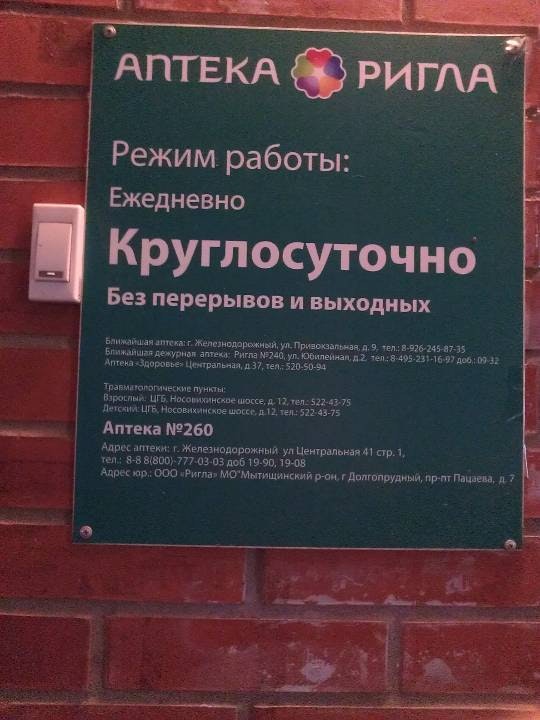 АПТЕКА РИГЛА
Режим работы:
Ежедневно
Круглосуточно
Без перерывов и выходных
Ближайшая аптека: г. Железнодорожный, ул. Привокзальная, д. 9, тел.: 8-926-245-87-35
Ближайшая дежурная аптека: Ригла №240, ул. Юбилейная, д.2, тел.: 8-495-231-16-97 доб.: 09-32
Аптека «Здоровье» Центральная, д.37, тел.: 520-50-94
Травматологические пункты:
Взрослый: ЦГБ, Носовихинское шоссе, д.12, тел.: 522-43-75
Детский: ЦГБ, Носовихинское шоссе, д.12, тел.: 522-43-75
Аптека №260
Адрес аптеки: г. Железнодорожный ул Центральная 41 стр. 1,
тел.: 8-8 8(800)-777-03-03 доб 19-90, 19-08
Адрес юр.: ООО «Ригла» МО"Мытищинский р-он, г Долгопрудный, пр-пт Пацаева, д. 7